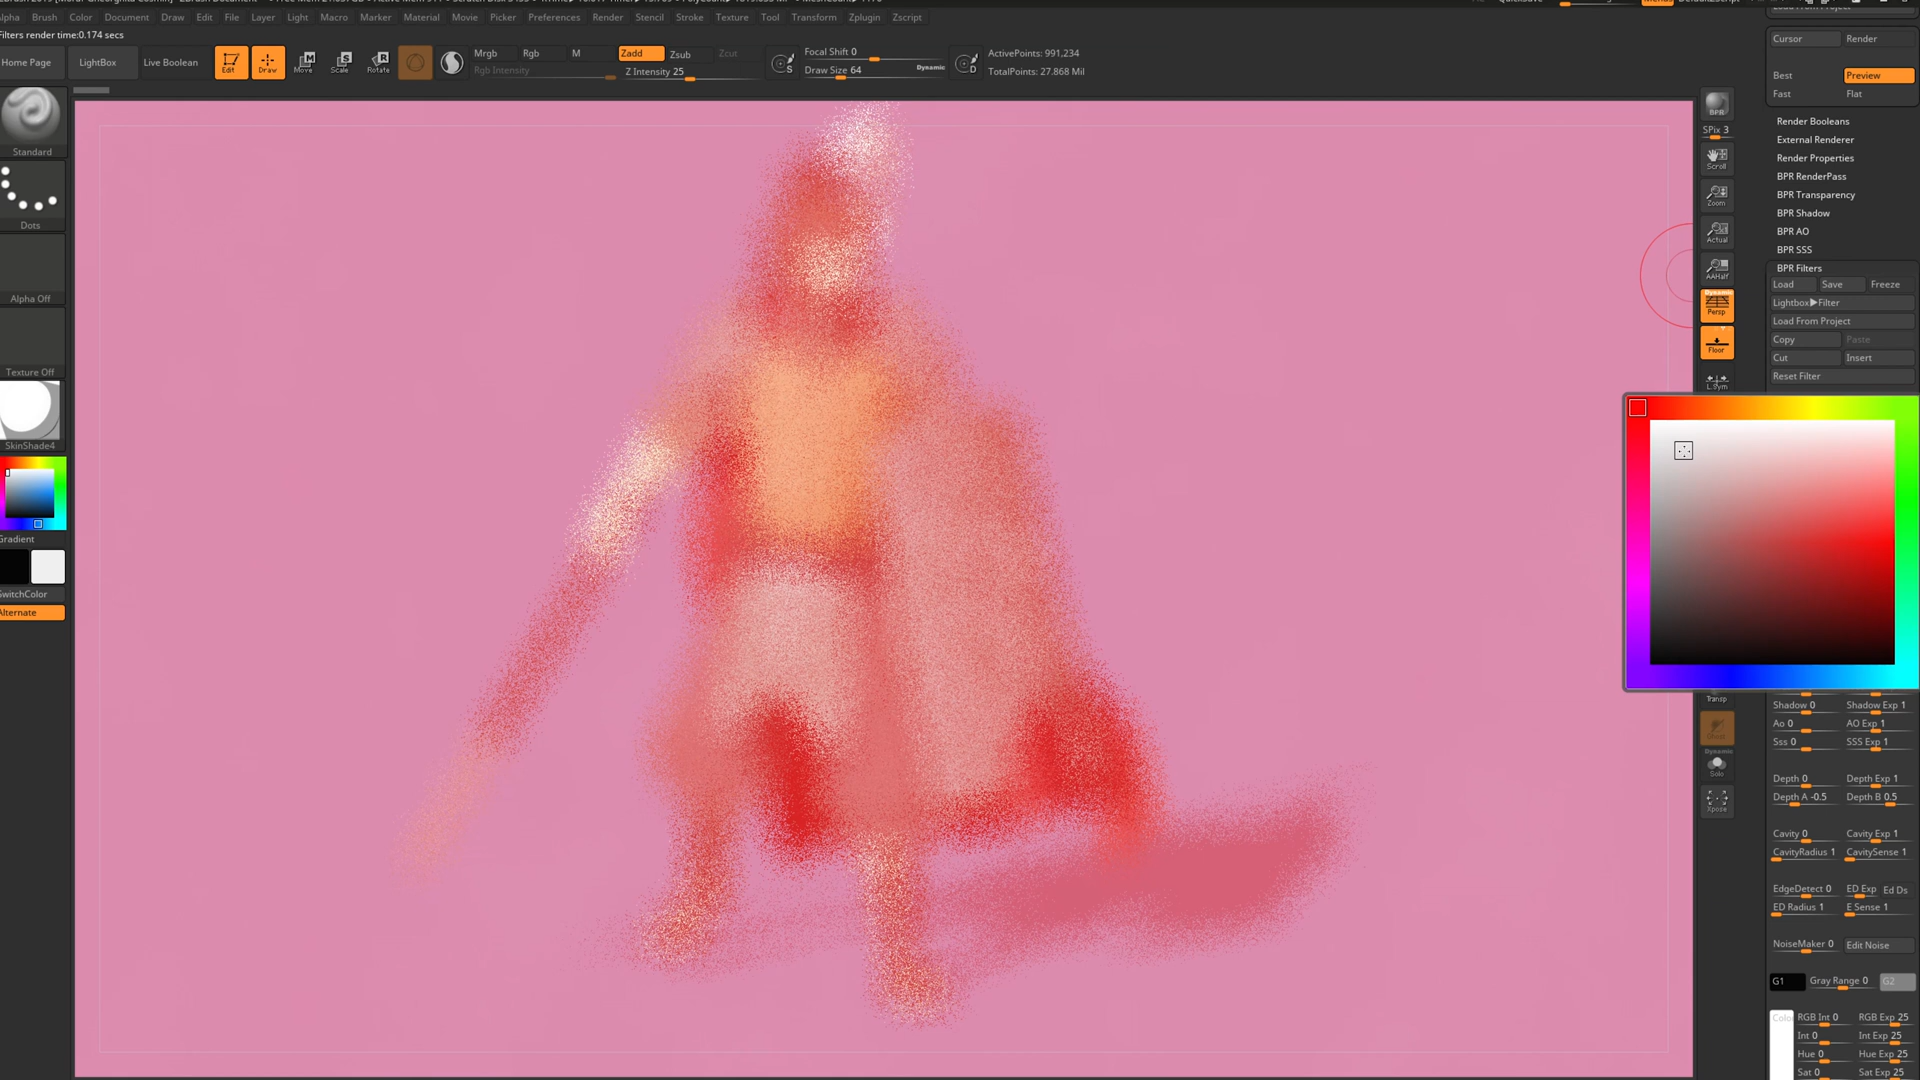 Alpha Brush Color Document Draw Edit File Layer Light Macro Marker Material Movie Picker Preferences Render Stencil Stroke Texture Tool Transform Zplugin Zscript
Filters render time:0.174 secs
Home Page LightBox Live Boolean Edit Draw Move Scale Rotate
Mrgb Rgb M Zadd Zsub Zcut
Rgb Intensity Z Intensity 25
Focal Shift 0
Draw Size 64 Dynamic
S D
ActivePoints: 991,234
TotalPoints: 27.868 Mil
Standard
Dots
Alpha Off
Texture Off
SkinShade4
Gradient
SwitchColor
Alternate
BPR
SPix 3
Scroll
Zoom
Actual
AAHalf
Dynamic
Persp
Floor
L.Sym
Transp
Dynamic
Solo
Xpose
Load From Project
Cursor Render
Best Preview
Fast Flat
Render Booleans
External Renderer
Render Properties
BPR RenderPass
BPR Transparency
BPR Shadow
BPR AO
BPR SSS
BPR Filters
Load Save Freeze
Lightbox▶Filter
Load From Project
Copy Paste
Cut Insert
Reset Filter
Shadow 0 Shadow Exp 1
Ao 0 AO Exp 1
Sss 0 SSS Exp 1
Depth 0 Depth Exp 1
Depth A -0.5 Depth B 0.5
Cavity 0 Cavity Exp 1
CavityRadius 1 CavitySense 1
EdgeDetect 0 ED Exp Ed Ds
ED Radius 1 E Sense 1
NoiseMaker 0 Edit Noise
G1 Gray Range 0 G2
RGB Int 0 RGB Exp 25
Int 0 Int Exp 25
Hue 0 Hue Exp 25
Sat 0 Sat Exp 25